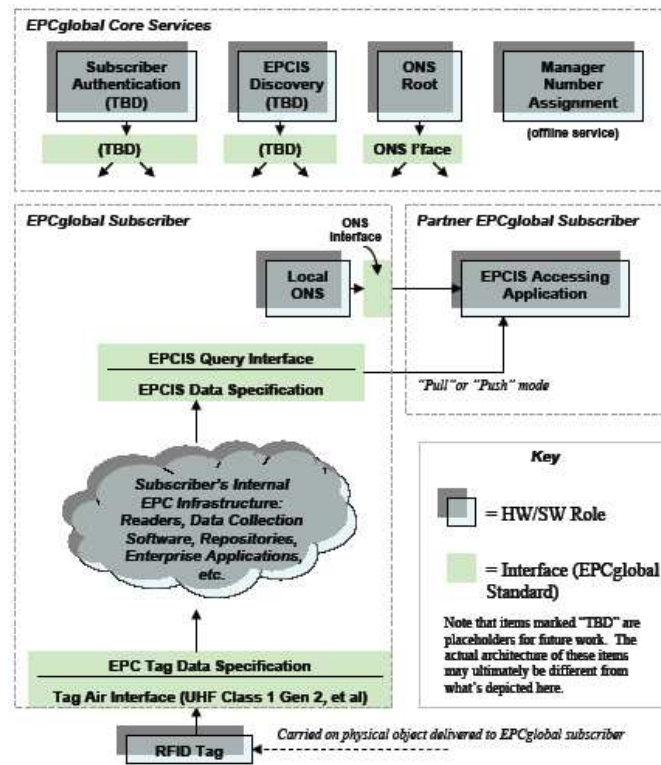 EPCglobal Core Services
Subscriber
Authentication
(TBD)
EPCIS
Discovery
(TBD)
ONS
Root
Manager
Number
Assignment
(offline service)
(TBD)
(TBD)
ONS I'face
EPCglobal Subscriber
ONS
Interface
Local
ONS
Partner EPCglobal Subscriber
EPCIS Accessing
Application
EPCIS Query Interface
EPCIS Data Specification
"Pull" or "Push" mode
Subscriber's Internal
EPC Infrastructure:
Readers, Data Collection
Software, Repositories,
Enterprise Applications,
etc.
Key
= HW/SW Role
= Interface (EPCglobal
Standard)
Note that items marked "TBD" are
placeholders for future work. The
actual architecture of these items
may ultimately be different from
what's depicted here.
EPC Tag Data Specification
Tag Air Interface (UHF Class 1 Gen 2, et al)
RFID Tag
Carried on physical object delivered to EPCglobal subscriber